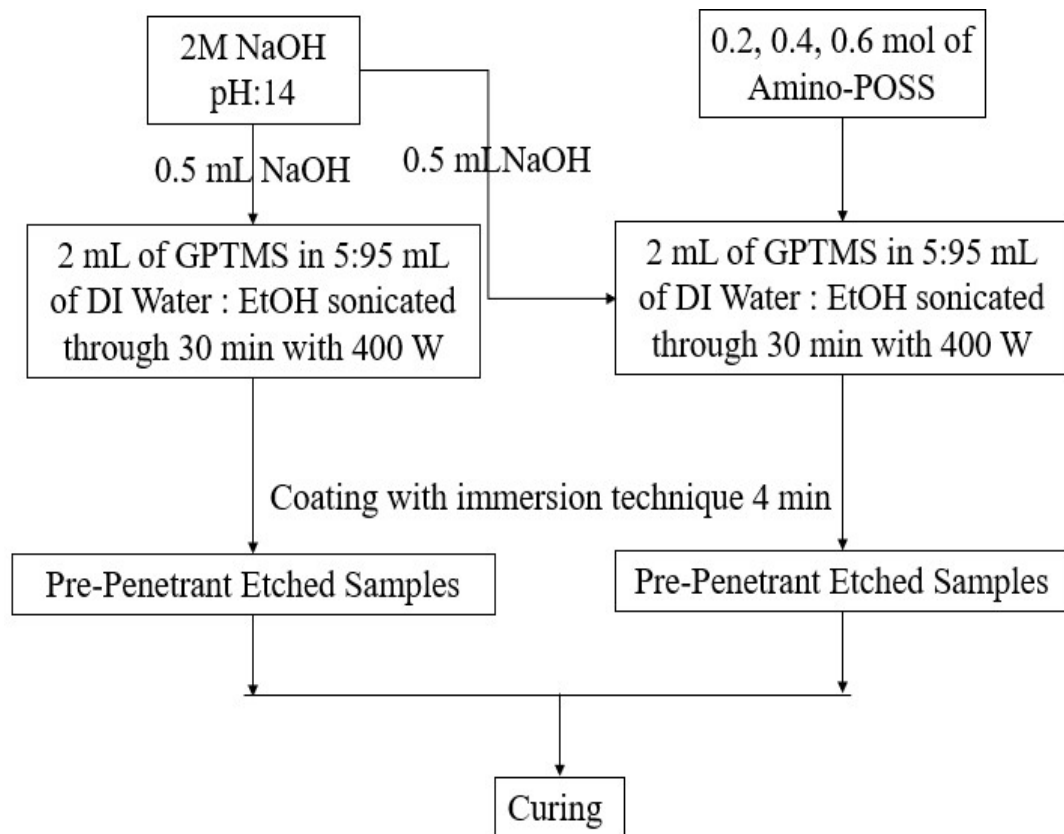 2M NaOH
pH:14
0.2, 0.4, 0.6 mol of
Amino-POSS
0.5 mL NaOH
0.5 mLNaOH
2 mL of GPTMS in 5:95 mL
of DI Water : EtOH sonicated
through 30 min with 400 W
2 mL of GPTMS in 5:95 mL
of DI Water : EtOH sonicated
through 30 min with 400 W
Coating with immersion technique 4 min
Pre-Penetrant Etched Samples
Pre-Penetrant Etched Samples
Curing